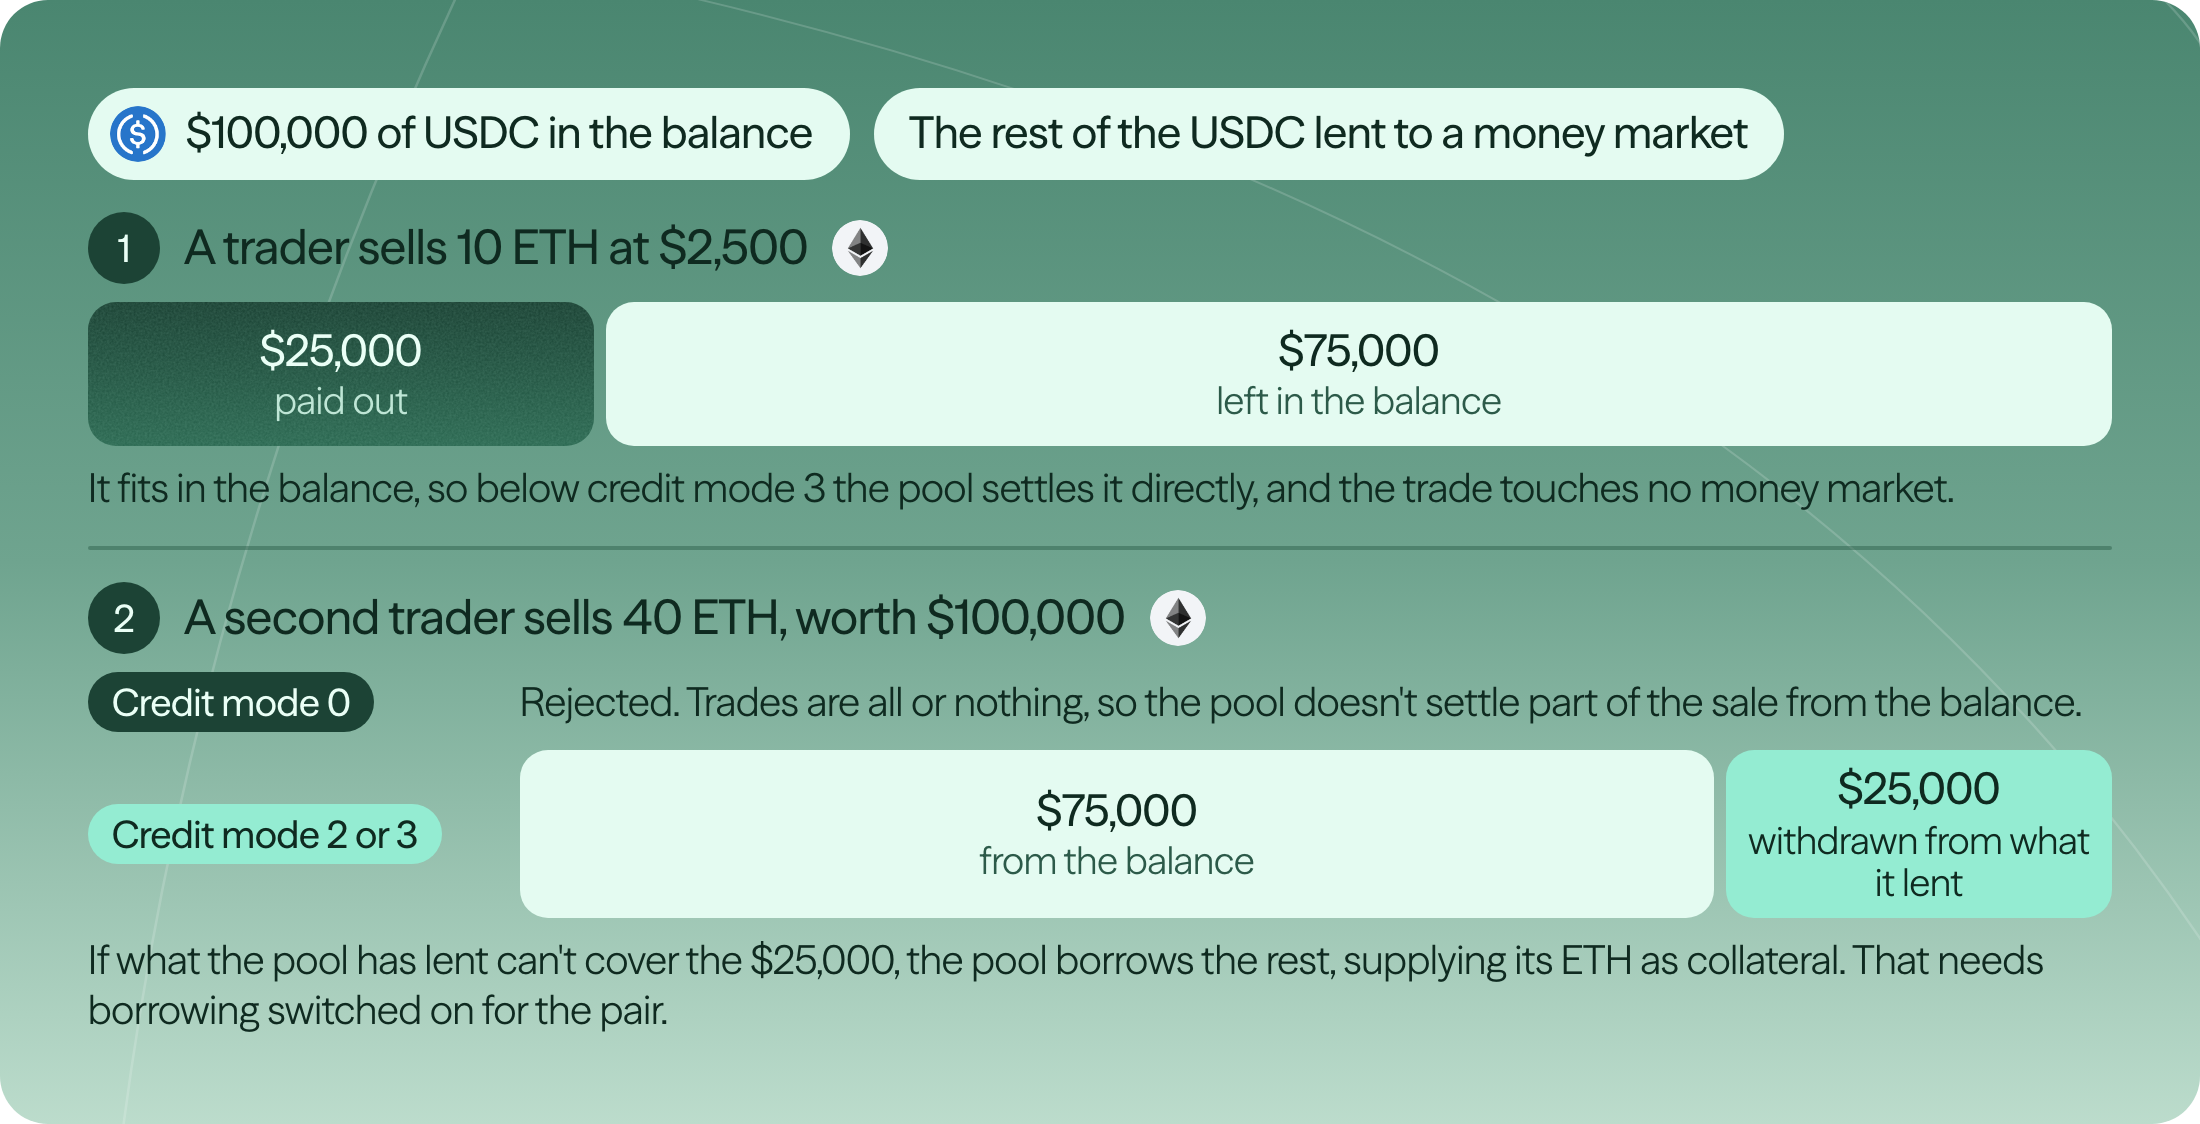 $100,000 of USDC in the balance
The rest of the USDC lent to a money market
1
A trader sells 10 ETH at $2,500
$25,000
paid out
$75,000
left in the balance
It fits in the balance, so below credit mode 3 the pool settles it directly, and the trade touches no money market.
2
A second trader sells 40 ETH, worth $100,000
Credit mode 0
Rejected. Trades are all or nothing, so the pool doesn't settle part of the sale from the balance.
Credit mode 2 or 3
$75,000
from the balance
$25,000
withdrawn from what
it lent
If what the pool has lent can't cover the $25,000, the pool borrows the rest, supplying its ETH as collateral. That needs
borrowing switched on for the pair.